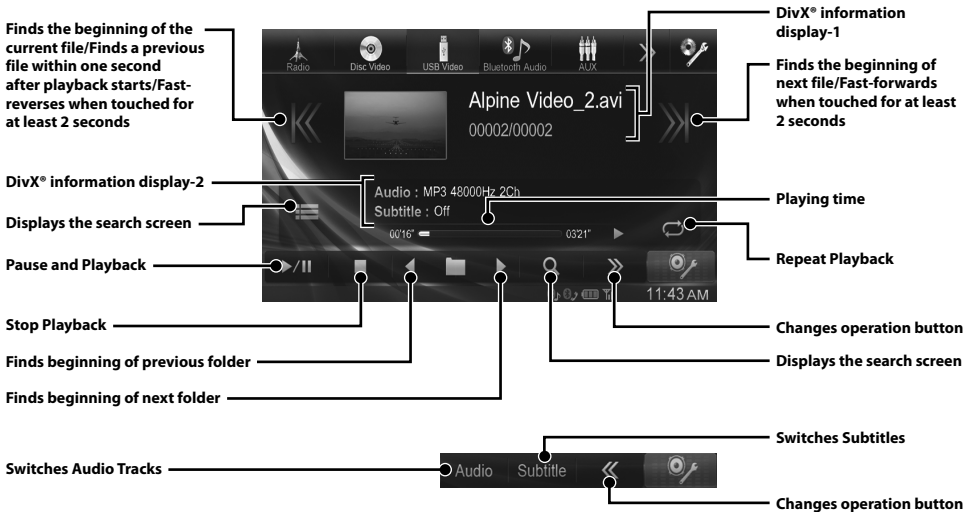 Finds the beginning of the
current file/Finds a previous
file within one second
after playback starts/Fast-
reverses when touched for
at least 2 seconds
DivX® information
display-1
Finds the beginning of
next file/Fast-forwards
when touched for at least
2 seconds
Radio
Disc Video
USB Video
Bluetooth Audio
AUX
Alpine Video_2.avi
00002/00002
DivX® information display-2
Audio : MP3 48000Hz 2Ch
Subtitle : Off
Playing time
Displays the search screen
00'16"
03'21"
Pause and Playback
Repeat Playback
11:43 AM
Stop Playback
Changes operation button
Finds beginning of previous folder
Displays the search screen
Finds beginning of next folder
Switches Subtitles
Switches Audio Tracks
Audio
Subtitle
Changes operation button